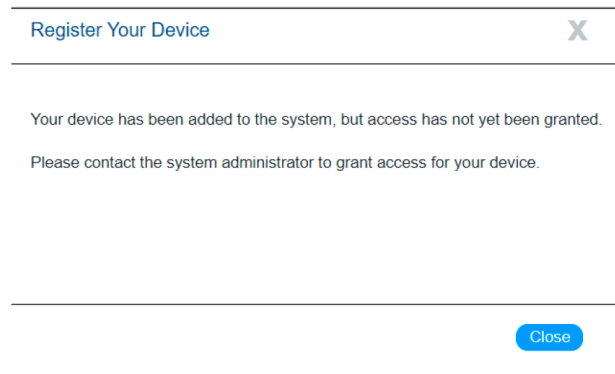 Register Your Device
X
Your device has been added to the system, but access has not yet been granted.
Please contact the system administrator to grant access for your device.
Close